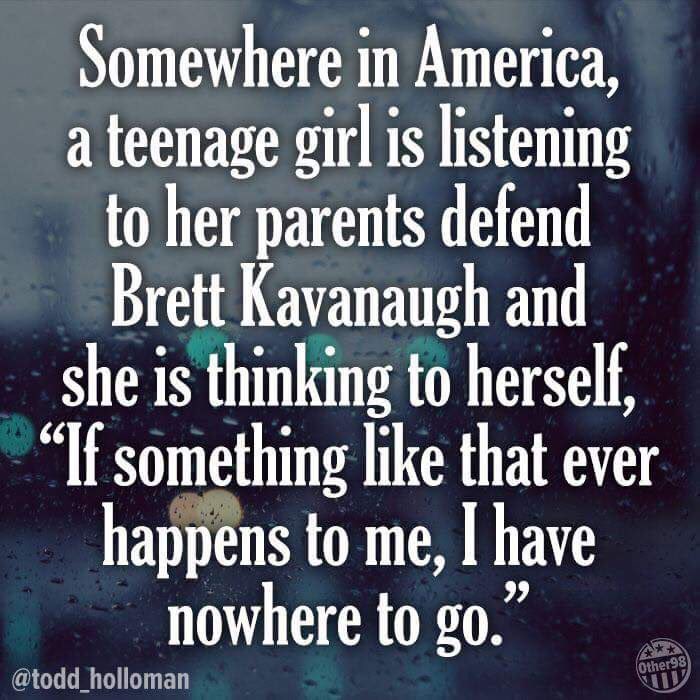 Somewhere in America,
a teenage girl is listening
to her parents defend
Brett Kavanaugh and
she is thinking to herself,
“If something like that ever
happens to me, I have
nowhere to go.”
@todd_holloman
Other98